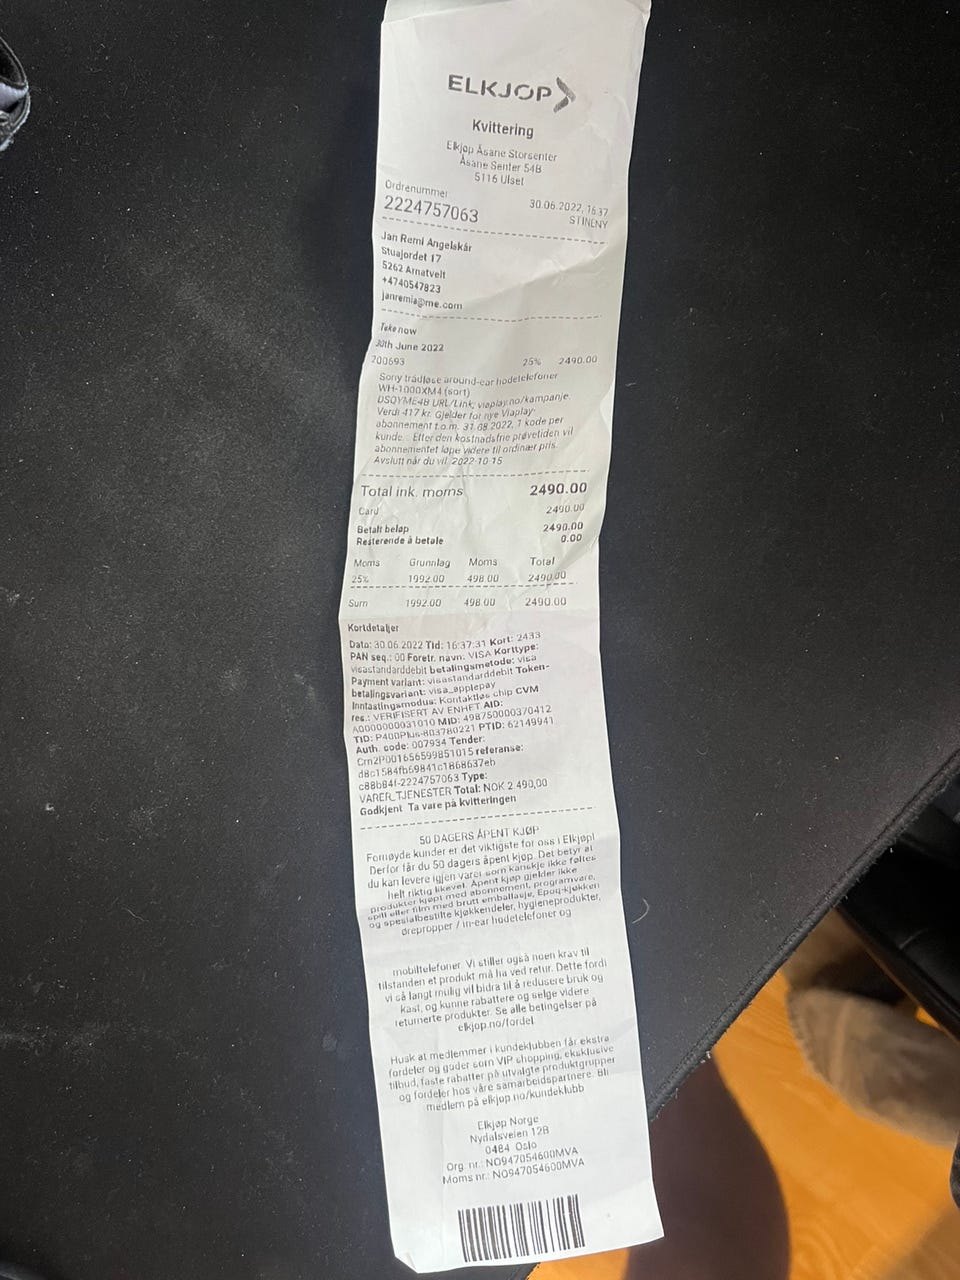 ELKJØP
Kvittering
Elkjøp Åsane Storsenter
Åsane Senter 54B
5116 Ulset
Ordrenummer
2224757063
30.06.2022, 16:37
STINENY
Jan Remi Angelskår
Stuajordet 17
5262 Arnatveit
+4740547823
janremia@me.com
Take now
30th June 2022
200693 25% 2490.00
Sony trådløse around-ear hodetelefoner
WH-1000XM4 (sort)
DSQYME4B URL/Link; viaplay.no/kampanje.
Verdi 417 kr. Gjelder for nye Viaplay-
abonnement t.o.m. 31.08.2022, 1 kode per
kunde. Etter den kostnadsfrie prøvetiden vil
abonnementet løpe videre til ordinær pris.
Avslutt når du vil. 2022-10-15
Total ink. moms 2490.00
Card 2490.00
Betalt beløp 2490.00
Resterende å betale 0.00
Moms Grunnlag Moms Total
25% 1992.00 498.00 2490.00
Sum 1992.00 498.00 2490.00
Kortdetaljer
Dato: 30.06.2022 Tid: 16:37:31 Kort: 2433
PAN seq.: 00 Foretr. navn: VISA Korttype:
visastandarddebit betalingsmetode: visa
Payment variant: visastandarddebit Token-
betalingsvariant: visa_applepay
Inntastingsmodus: Kontaktløs chip CVM
res.: VERIFISERT AV ENHET AID:
A0000000031010 MID: 498750000370412
TID: P400Plus-803780221 PTID: 62149941
Auth. code: 007934 Tender:
Crn2P001656599851015 referanse:
d8c1584fb69841c1868637eb
c88b84f-2224757063 Type:
VARER_TJENESTER Total: NOK 2.490,00
Godkjent Ta vare på kvitteringen
50 DAGERS ÅPENT KJØP
Fornøyde kunder er det viktigste for oss i Elkjøp!
Derfor får du 50 dagers åpent kjøp. Det betyr at
du kan levere igjen varer som kanskje ikke føltes
helt riktig likevel. Åpent kjøp gjelder ikke
produkter kjøpt med abonnement, programvare,
spill eller film med brutt emballasje, Epoq-kjøkken
og spesialbestilte kjøkkendeler, hygieneprodukter,
ørepropper / in-ear hodetelefoner og
mobiltelefoner. Vi stiller også noen krav til
tilstanden et produkt må ha ved retur. Dette fordi
vi så langt mulig vil bidra til å redusere bruk og
kast, og kunne rabattere og selge videre
returnerte produkter. Se alle betingelser på
elkjop.no/fordel
Husk at medlemmer i kundeklubben får ekstra
fordeler og goder som VIP shopping, eksklusive
tilbud, faste rabatter på utvalgte produktgrupper
og fordeler hos våre samarbeidspartnere. Bli
medlem på elkjop.no/kundeklubb
Elkjøp Norge
Nydalsveien 12B
0484 Oslo
Org. nr.: NO947054600MVA
Moms nr.: NO947054600MVA